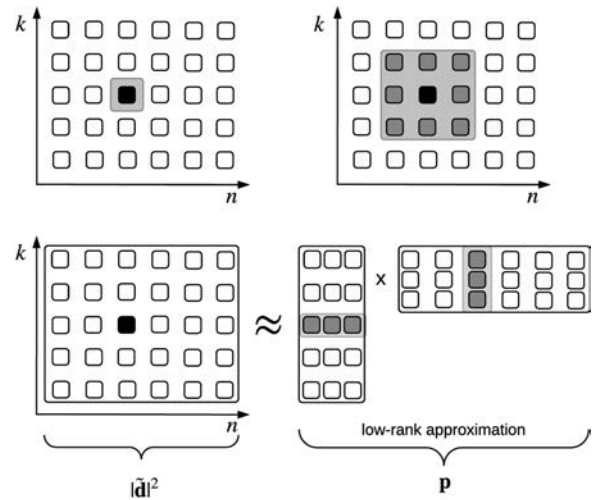 k
n
k
n
k
n
≈
x
low-rank approximation
|d̃|²
p